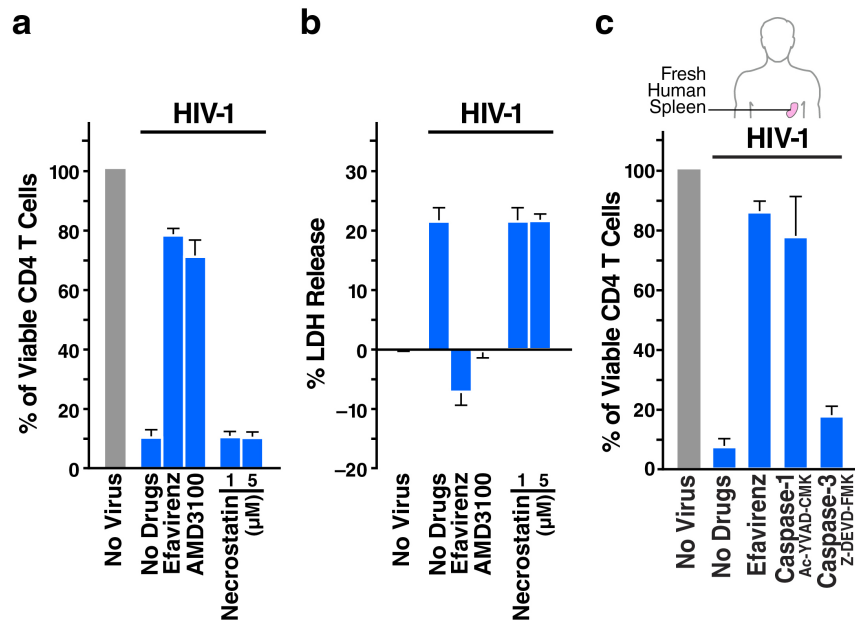 a
HIV-1
% of Viable CD4 T Cells
100
80
60
40
20
0
No Virus
No Drugs
Efavirenz
AMD3100
1 5
(µM)
Necrostatin
b
HIV-1
% LDH Release
30
20
10
0
–10
–20
No Virus
No Drugs
Efavirenz
AMD3100
1 5
(µM)
Necrostatin
c
Fresh
Human
Spleen
HIV-1
% of Viable CD4 T Cells
100
80
60
40
20
0
No Virus
No Drugs
Efavirenz
Caspase-1
Ac-YVAD-CMK
Caspase-3
Z-DEVD-FMK